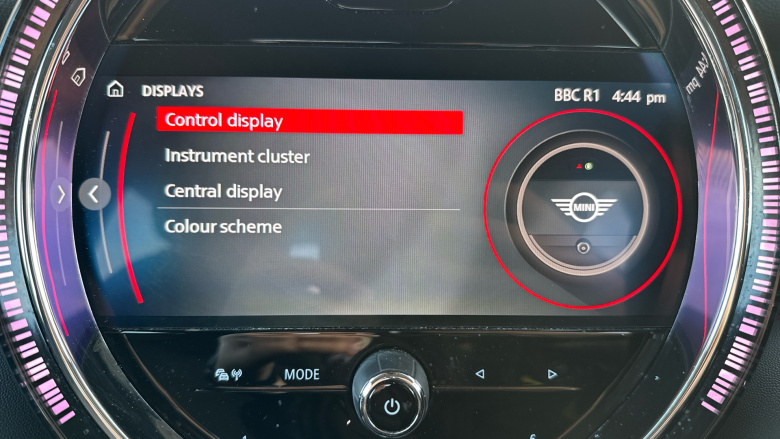 DISPLAYS
BBC R1 4:44 pm
Control display
Instrument cluster
Central display
Colour scheme
MINI
MODE